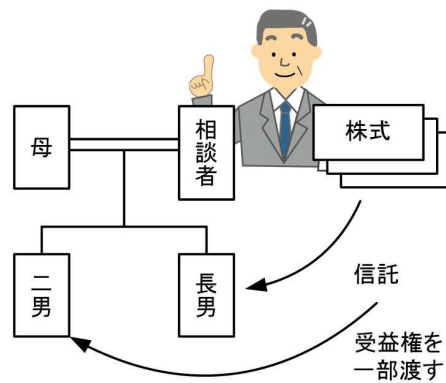 母
相談者
株式
二男
長男
信託
受益権を
一部渡す